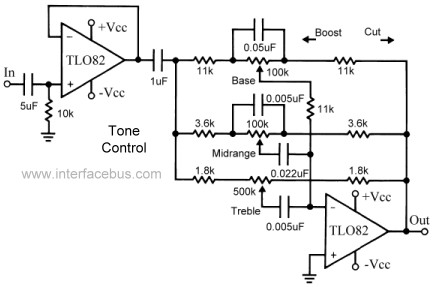 +Vcc
TLO82
-Vcc
In
5uF
10k
1uF
Tone
Control
www.interfacebus.com
0.05uF
Boost
Cut
11k
100k
11k
Base
11k
0.005uF
3.6k
100k
3.6k
Midrange
0.022uF
1.8k
500k
1.8k
Treble
0.005uF
+Vcc
TLO82
-Vcc
Out